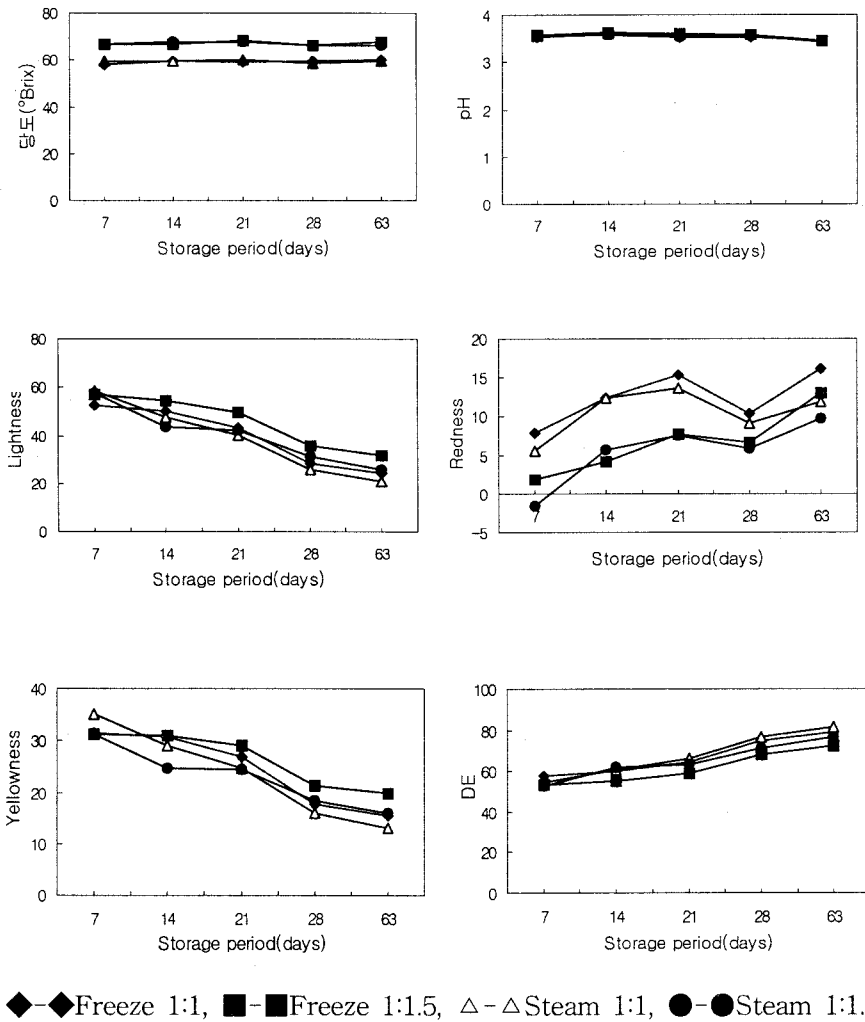 80
60
40
20
0
당도(°Brix)
7 14 21 28 63
Storage period(days)
4
3
2
1
0
pH
7 14 21 28 63
Storage period(days)
80
60
40
20
0
Lightness
7 14 21 28 63
Storage period(days)
20
15
10
5
0
-5
Redness
7 14 21 28 63
Storage period(days)
40
30
20
10
0
Yellowness
7 14 21 28 63
Storage period(days)
100
80
60
40
20
0
DE
7 14 21 28 63
Storage period(days)
◆-◆Freeze 1:1, ■-■Freeze 1:1.5, △-△Steam 1:1, ●-●Steam 1:1.